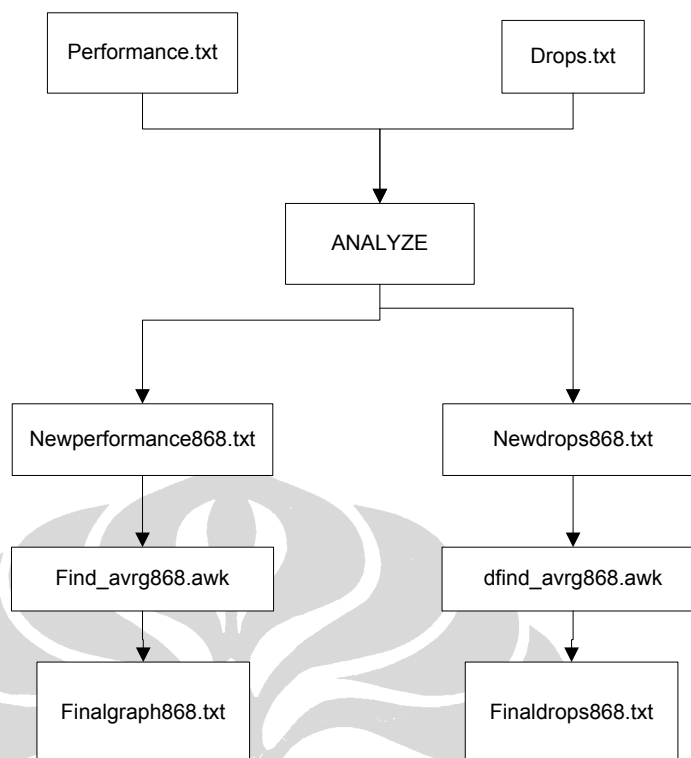 Performance.txt
Drops.txt
ANALYZE
Newperformance868.txt
Newdrops868.txt
Find_avrg868.awk
dfind_avrg868.awk
Finalgraph868.txt
Finaldrops868.txt